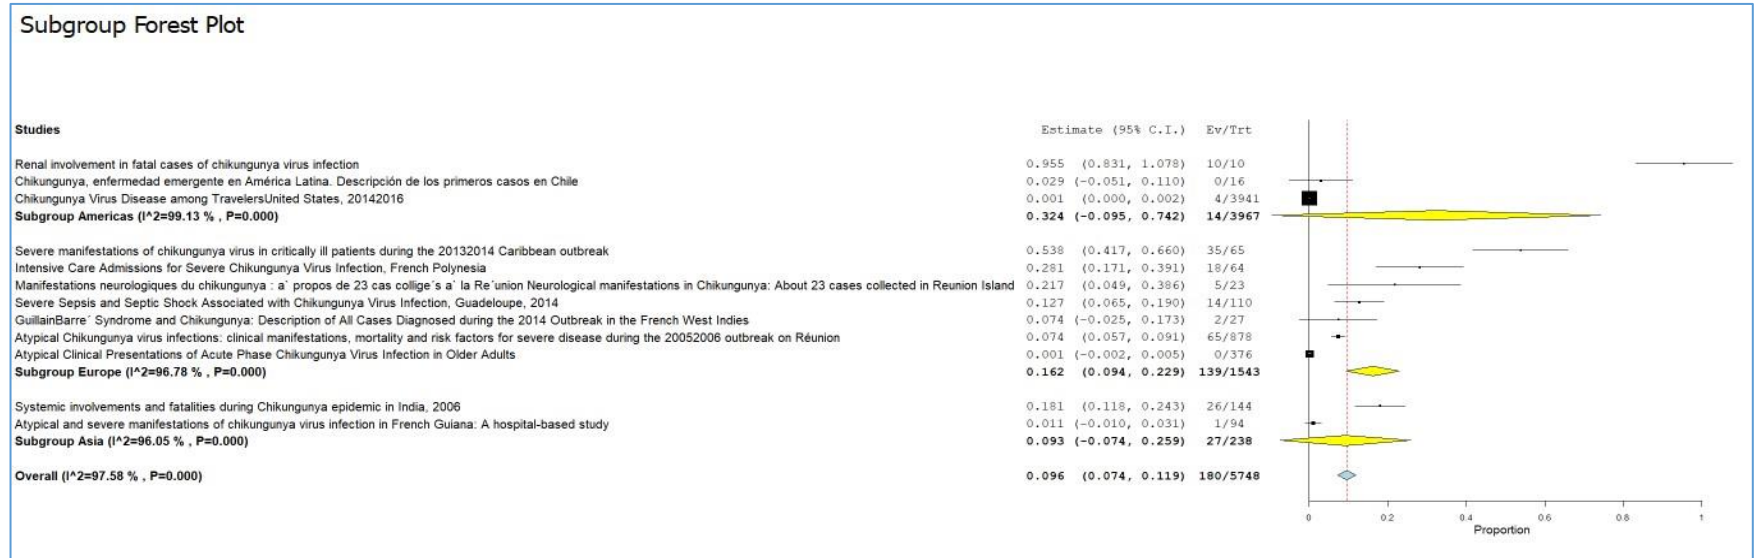 Subgroup Forest Plot
Studies Estimate (95% C.I.) Ev/Trt
Renal involvement in fatal cases of chikungunya virus infection 0.955 (0.831, 1.078) 10/10
Chikungunya, enfermedad emergente en América Latina. Descripción de los primeros casos en Chile 0.029 (-0.051, 0.110) 0/16
Chikungunya Virus Disease among TravelersUnited States, 20142016 0.001 (0.000, 0.002) 4/3941
Subgroup Americas (I^2=99.13 % , P=0.000) 0.324 (-0.095, 0.742) 14/3967
Severe manifestations of chikungunya virus in critically ill patients during the 20132014 Caribbean outbreak 0.538 (0.417, 0.660) 35/65
Intensive Care Admissions for Severe Chikungunya Virus Infection, French Polynesia 0.281 (0.171, 0.391) 18/64
Manifestations neurologiques du chikungunya : a` propos de 23 cas collige´s a` la Re´union Neurological manifestations in Chikungunya: About 23 cases collected in Reunion Island 0.217 (0.049, 0.386) 5/23
Severe Sepsis and Septic Shock Associated with Chikungunya Virus Infection, Guadeloupe, 2014 0.127 (0.065, 0.190) 14/110
GuillainBarre´ Syndrome and Chikungunya: Description of All Cases Diagnosed during the 2014 Outbreak in the French West Indies 0.074 (-0.025, 0.173) 2/27
Atypical Chikungunya virus infections: clinical manifestations, mortality and risk factors for severe disease during the 20052006 outbreak on Réunion 0.074 (0.057, 0.091) 65/878
Atypical Clinical Presentations of Acute Phase Chikungunya Virus Infection in Older Adults 0.001 (-0.002, 0.005) 0/376
Subgroup Europe (I^2=96.78 % , P=0.000) 0.162 (0.094, 0.229) 139/1543
Systemic involvements and fatalities during Chikungunya epidemic in India, 2006 0.181 (0.118, 0.243) 26/144
Atypical and severe manifestations of chikungunya virus infection in French Guiana: A hospital-based study 0.011 (-0.010, 0.031) 1/94
Subgroup Asia (I^2=96.05 % , P=0.000) 0.093 (-0.074, 0.259) 27/238
Overall (I^2=97.58 % , P=0.000) 0.096 (0.074, 0.119) 180/5748
0 0.2 0.4 0.6 0.8 1
Proportion